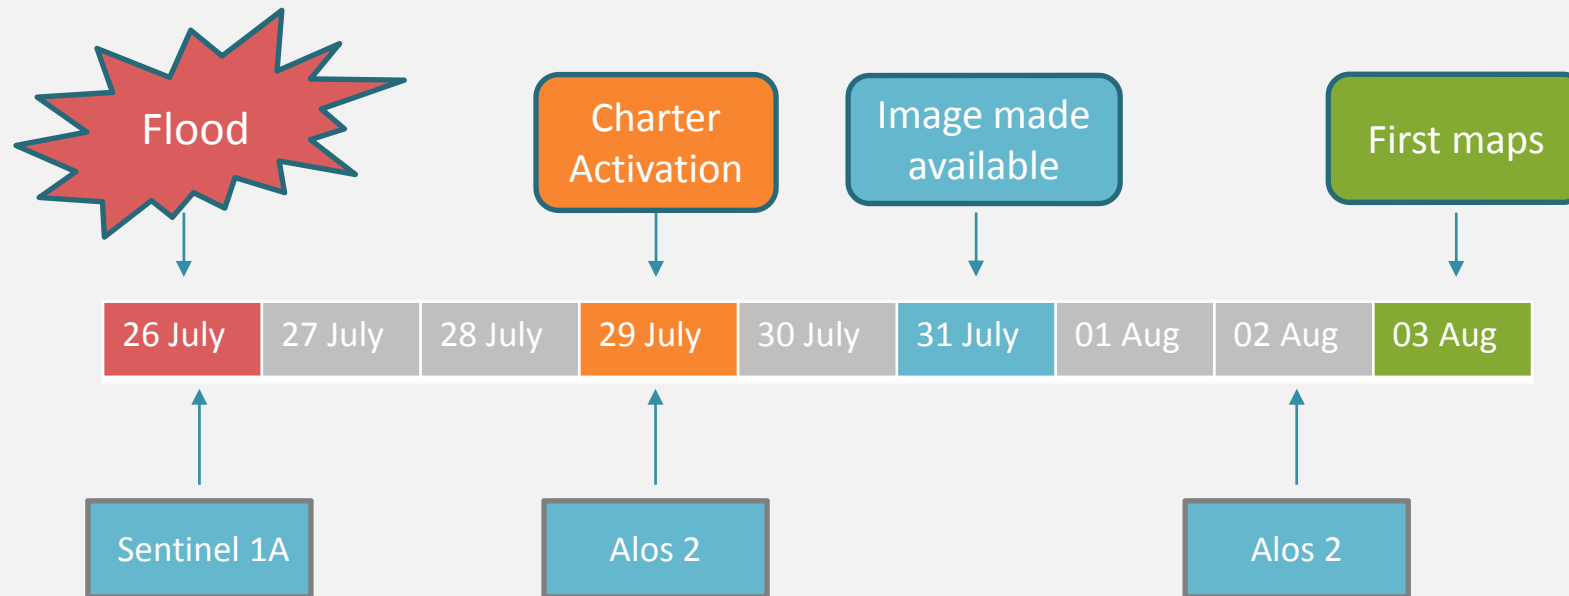 Flood
Charter
Activation
Image made
available
First maps
26 July
27 July
28 July
29 July
30 July
31 July
01 Aug
02 Aug
03 Aug
Sentinel 1A
Alos 2
Alos 2